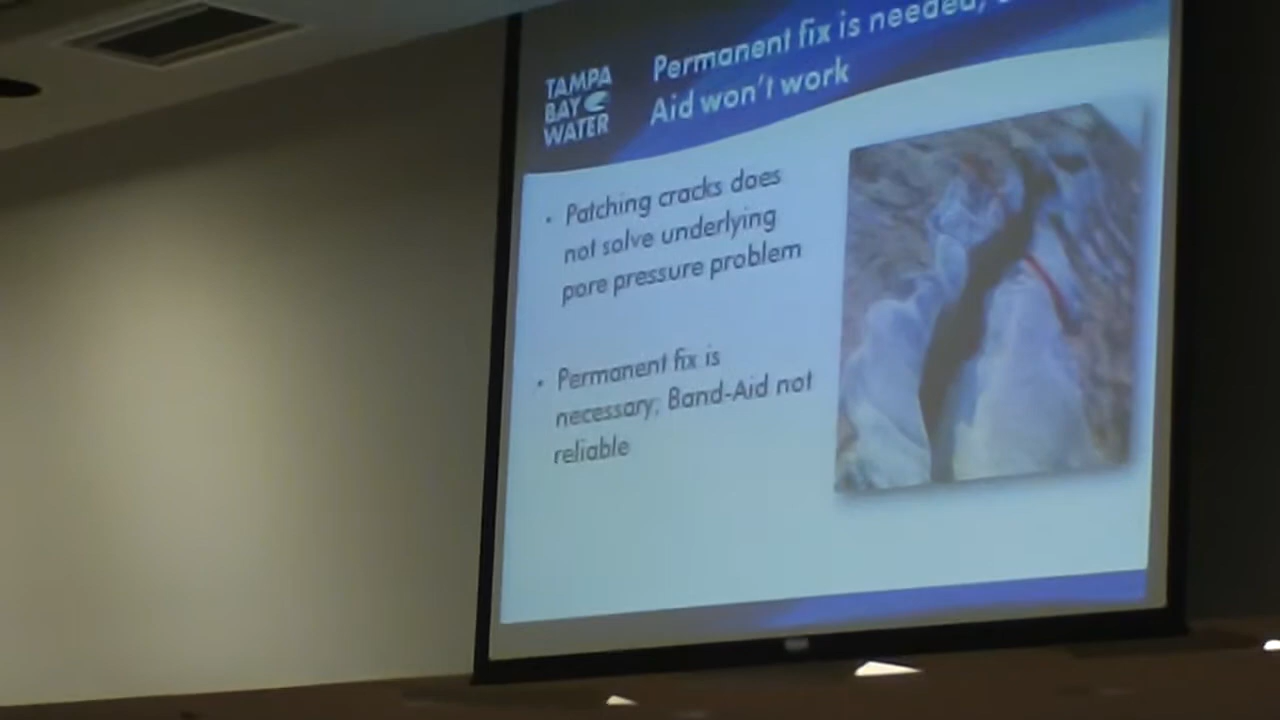 TAMPA
BAY
WATER
Permanent fix is needed,
Aid won't work
• Patching cracks does
not solve underlying
pore pressure problem
• Permanent fix is
necessary; Band-Aid not
reliable